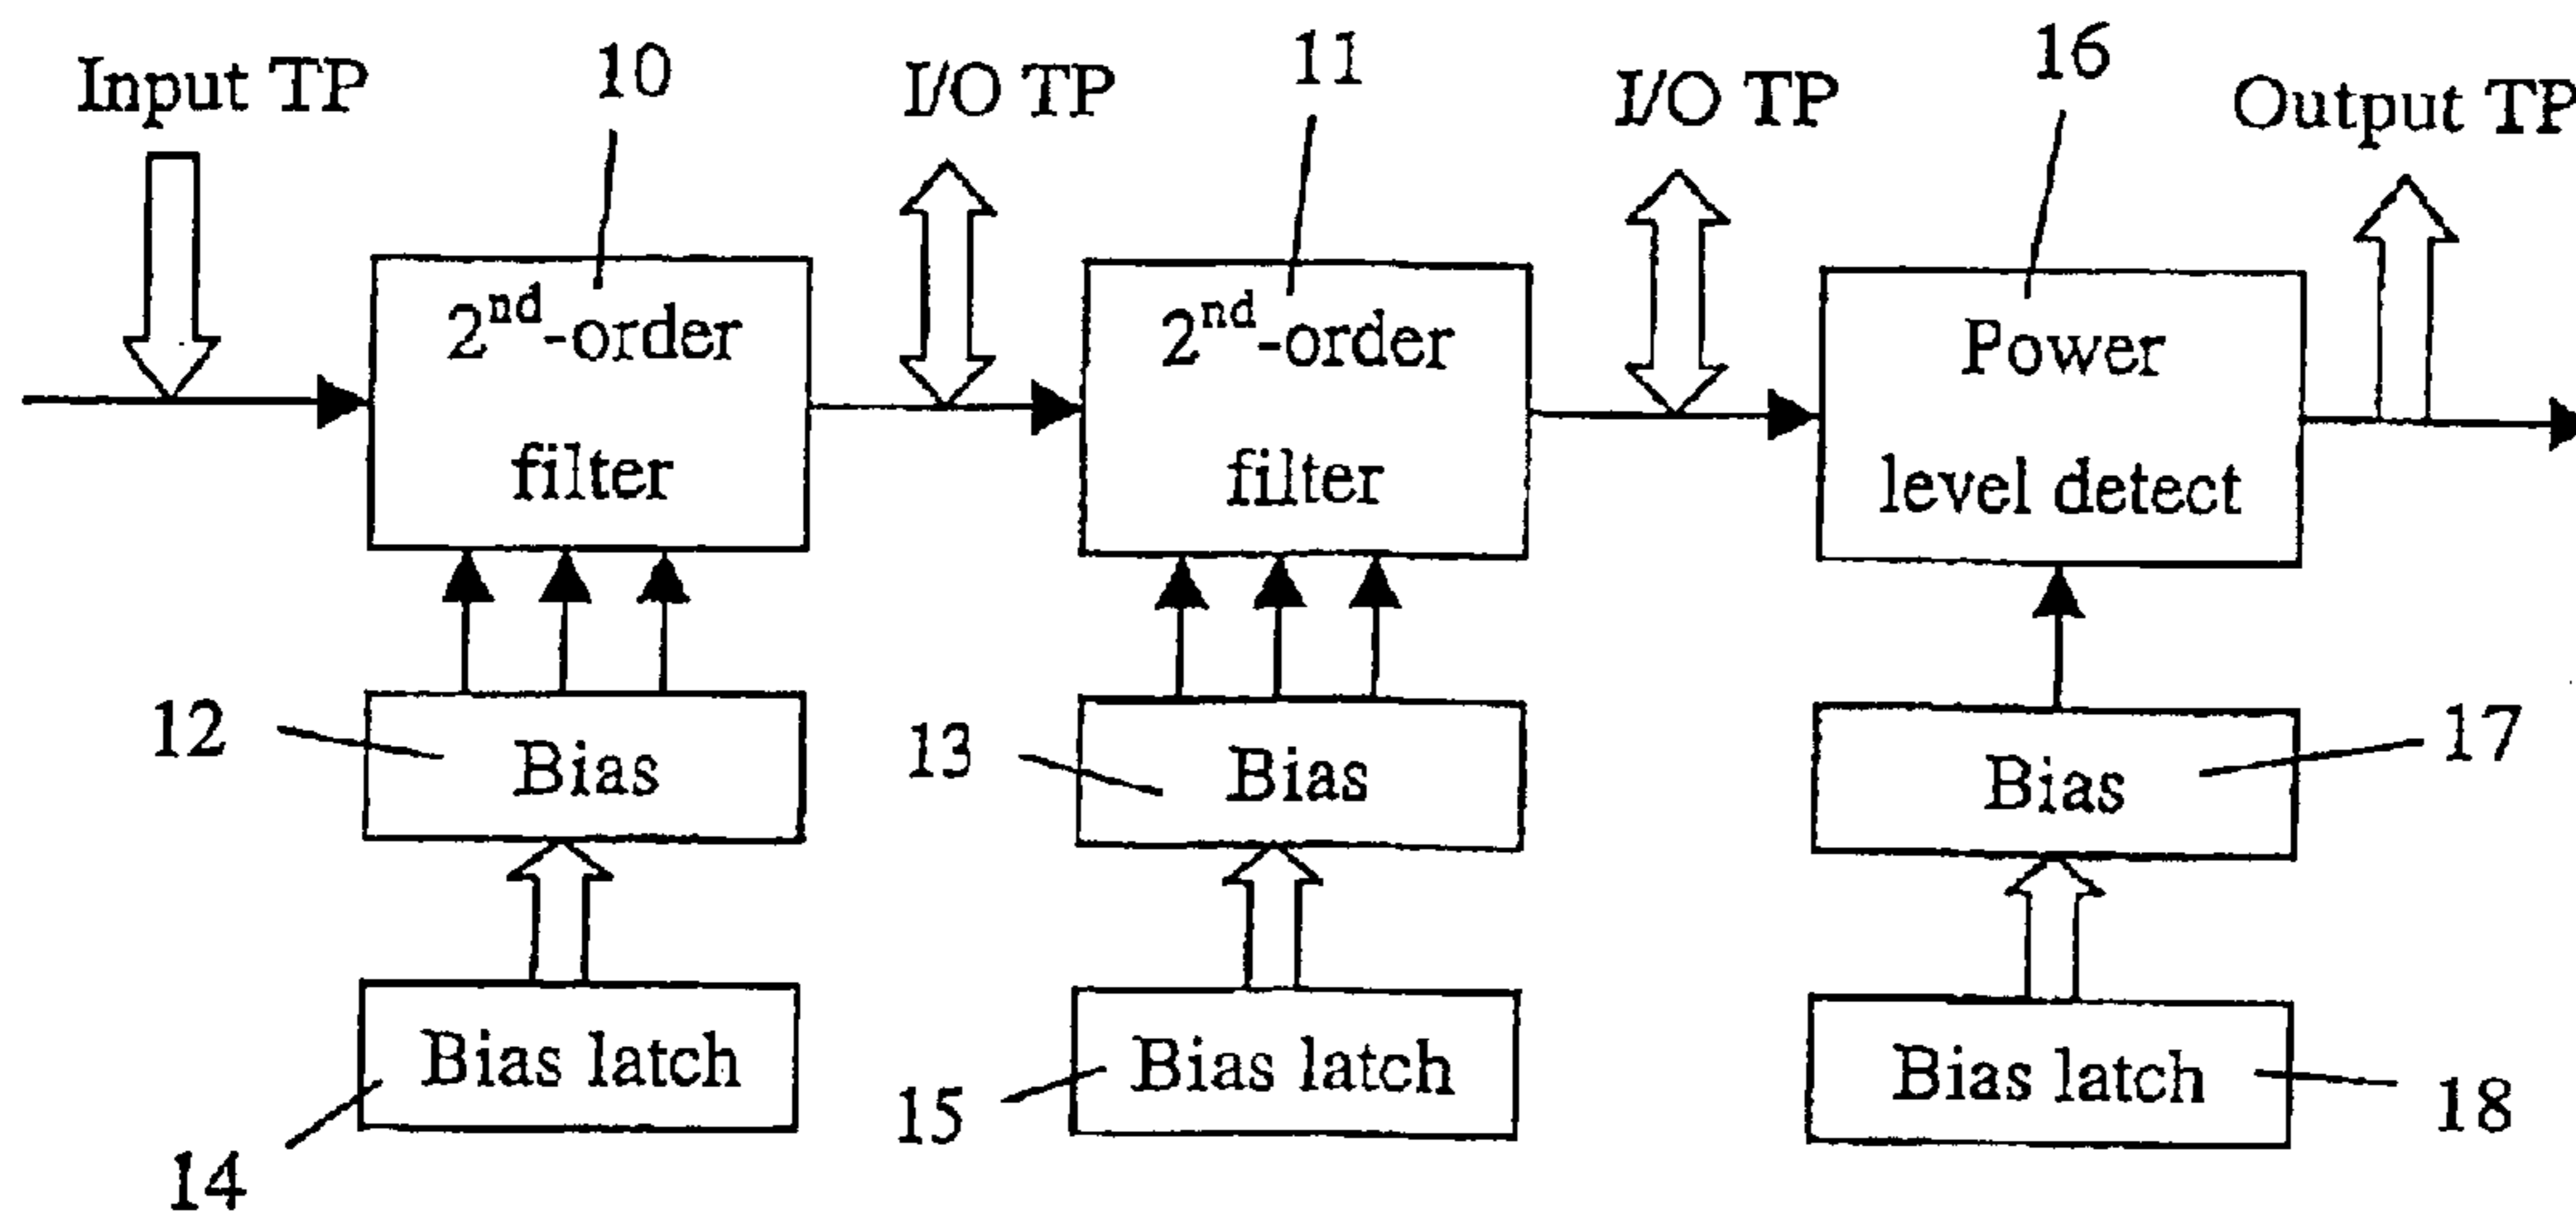 Input TP
10
I/O TP
11
I/O TP
16
Output TP
2nd-order
filter
2nd-order
filter
Power
level detect
12
Bias
13
Bias
Bias
17
Bias latch
14
Bias latch
15
Bias latch
18